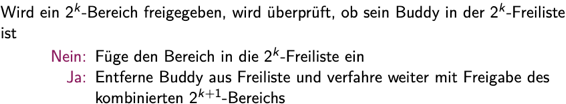 Wird ein 2^k-Bereich freigegeben, wird überprüft, ob sein Buddy in der 2^k-Freiliste
ist
Nein: Füge den Bereich in die 2^k-Freiliste ein
Ja: Entferne Buddy aus Freiliste und verfahre weiter mit Freigabe des
kombinierten 2^{k+1}-Bereichs